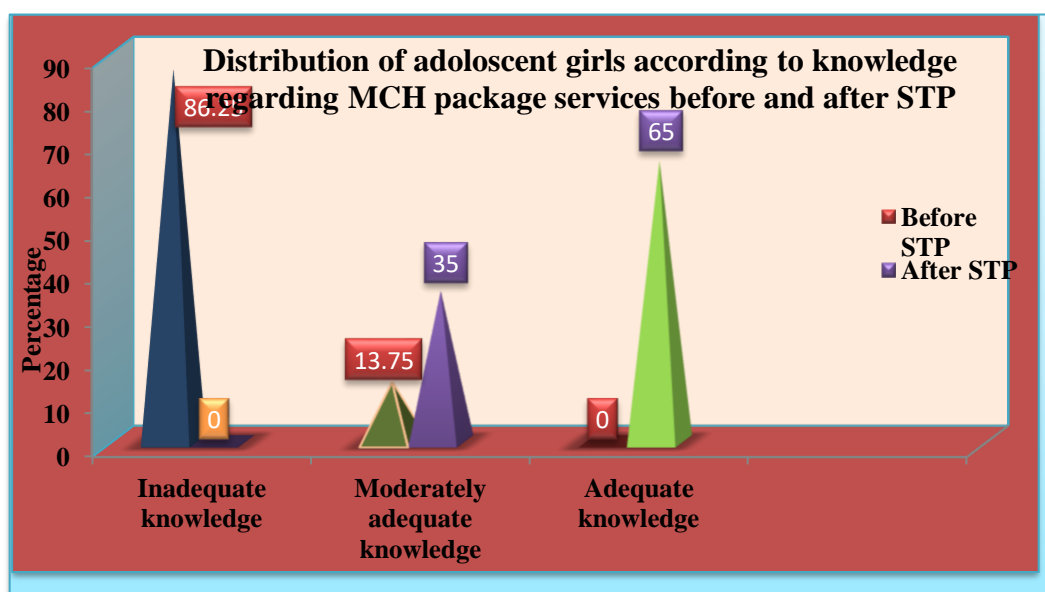 Distribution of adoloscent girls according to knowledge
regarding MCH package services before and after STP
90
80
70
60
50
40
30
20
10
0
Percentage
0
13.75
35
0
65
Inadequate
knowledge
Moderately
adequate
knowledge
Adequate
knowledge
Before
STP
After STP